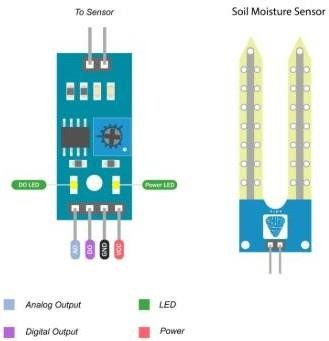 To Sensor
Soil Moisture Sensor
DO LED
Power LED
AO
DO
GND
VCC
Analog Output
LED
Digital Output
Power